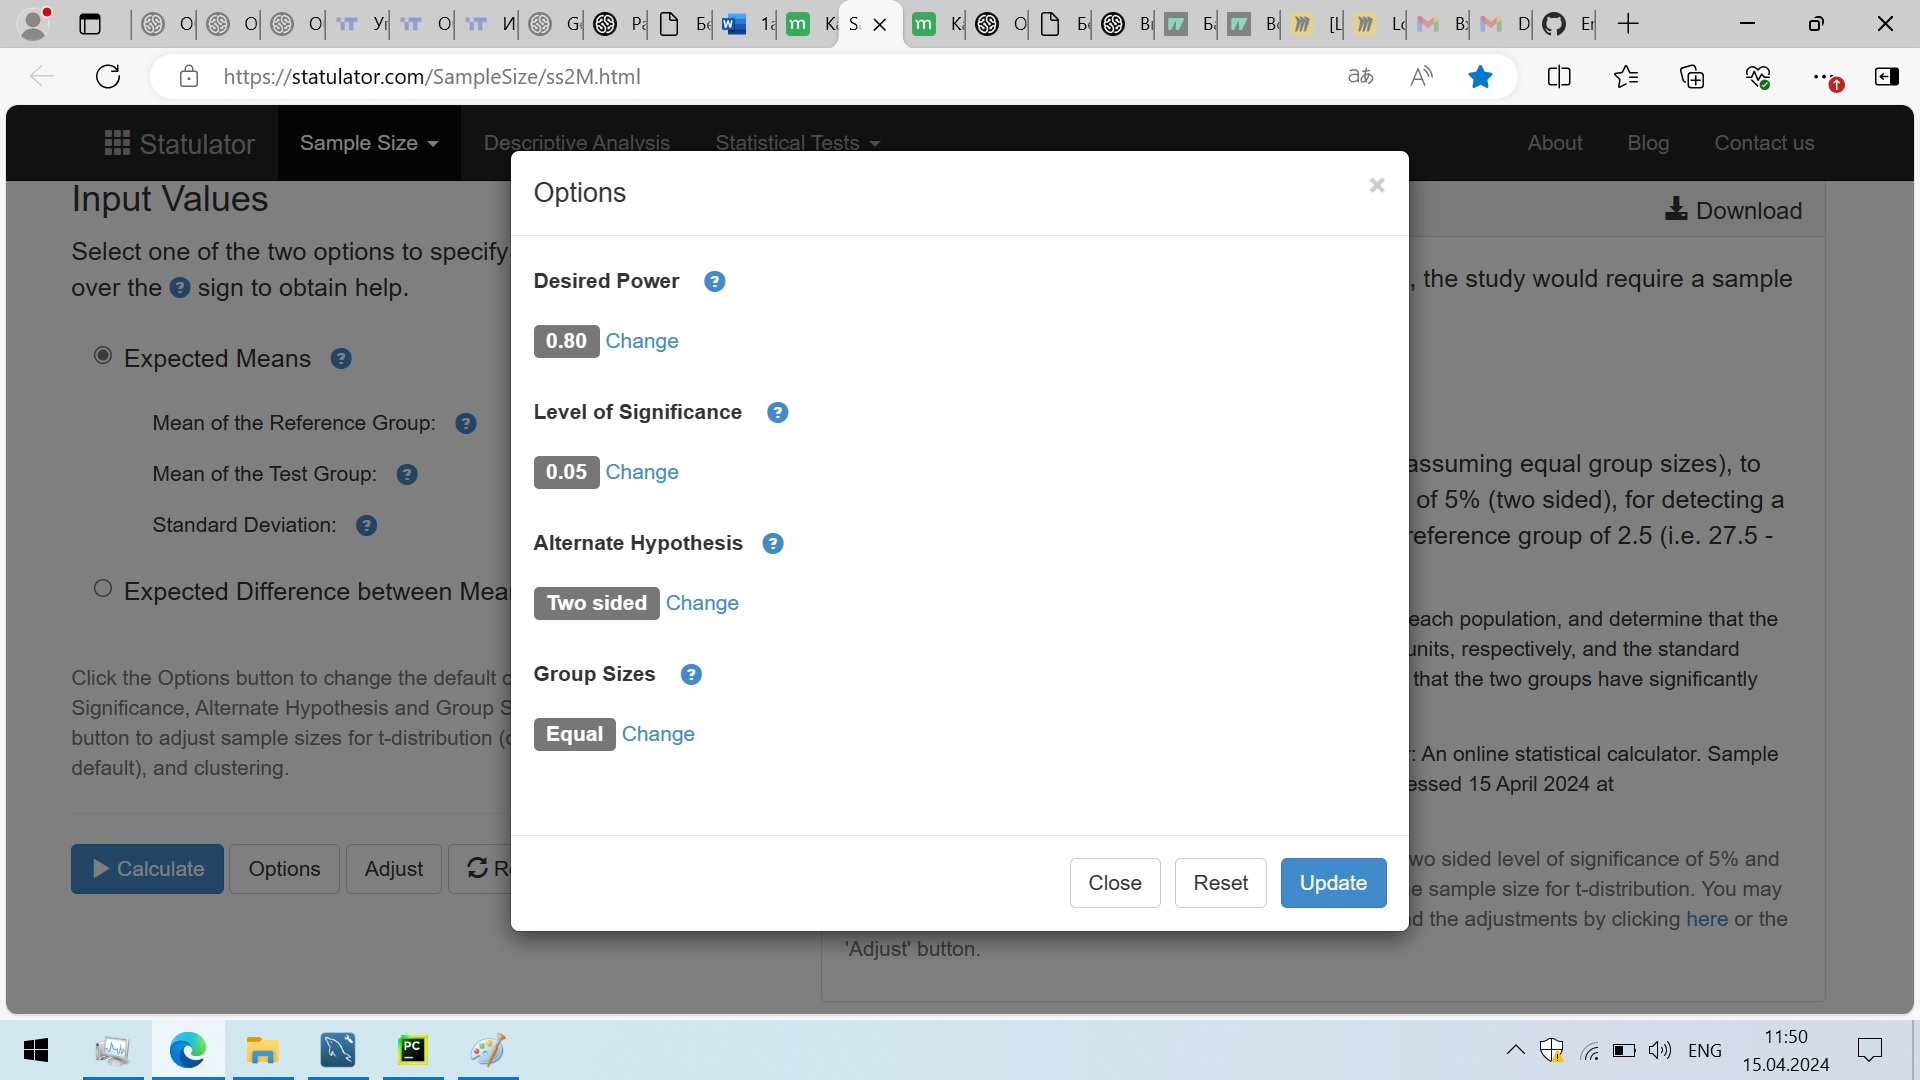 https://statulator.com/SampleSize/ss2M.html
Statulator
Sample Size
Descriptive Analysis
Statistical Tests
About
Blog
Contact us
Input Values
Select one of the two options to specify
over the ? sign to obtain help.
Expected Means ?
Mean of the Reference Group: ?
Mean of the Test Group: ?
Standard Deviation: ?
Expected Difference between Mea
Click the Options button to change the default
Significance, Alternate Hypothesis and Group S
button to adjust sample sizes for t-distribution (
default), and clustering.
Calculate
Options
Adjust
Re
Options
×
Desired Power ?
0.80 Change
Level of Significance ?
0.05 Change
Alternate Hypothesis ?
Two sided Change
Group Sizes ?
Equal Change
Close
Reset
Update
Download
, the study would require a sample
assuming equal group sizes), to
of 5% (two sided), for detecting a
reference group of 2.5 (i.e. 27.5 -
each population, and determine that the
units, respectively, and the standard
that the two groups have significantly
: An online statistical calculator. Sample
essed 15 April 2024 at
wo sided level of significance of 5% and
e sample size for t-distribution. You may
d the adjustments by clicking here or the
'Adjust' button.
ENG
11:50
15.04.2024